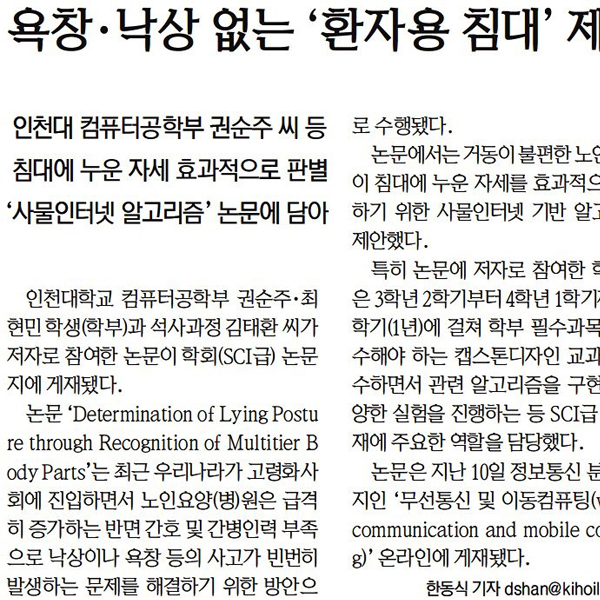 욕창·낙상 없는 ‘환자용 침대’ 제
인천대 컴퓨터공학부 권순주 씨 등
침대에 누운 자세 효과적으로 판별
‘사물인터넷 알고리즘’ 논문에 담아
인천대학교 컴퓨터공학부 권순주·최
현민 학생(학부)과 석사과정 김태환 씨가
저자로 참여한 논문이 학회(SCI급) 논문
지에 게재됐다.
논문 ‘Determination of Lying Postu
re through Recognition of Multitier B
ody Parts’는 최근 우리나라가 고령화사
회에 진입하면서 노인요양(병)원은 급격
히 증가하는 반면 간호 및 간병인력 부족
으로 낙상이나 욕창 등의 사고가 빈번히
발생하는 문제를 해결하기 위한 방안으
로 수행됐다.
논문에서는 거동이 불편한 노인
이 침대에 누운 자세를 효과적으
하기 위한 사물인터넷 기반 알고
제안했다.
특히 논문에 저자로 참여한 학
은 3학년 2학기부터 4학년 1학기
학기(1년)에 걸쳐 학부 필수과목
수해야 하는 캡스톤디자인 교과
수하면서 관련 알고리즘을 구현
양한 실험을 진행하는 등 SCI급
재에 주요한 역할을 담당했다.
논문은 지난 10일 정보통신 분
지인 ‘무선통신 및 이동컴퓨팅(w
communication and mobile co
g)’ 온라인에 게재됐다.
한동식 기자 dshan@kihoil